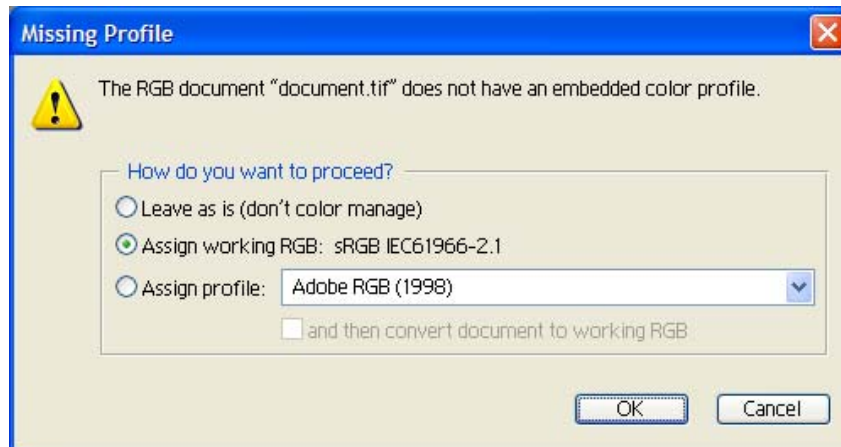 Missing Profile
The RGB document “document.tif” does not have an embedded color profile.
How do you want to proceed?
Leave as is (don't color manage)
Assign working RGB: sRGB IEC61966-2.1
Assign profile: Adobe RGB (1998)
and then convert document to working RGB
OK Cancel